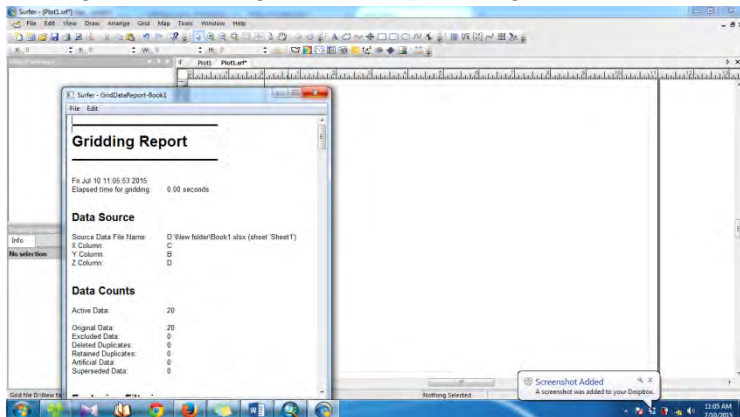 Surfer - [Plot1.srf*]
File Edit View Draw Arrange Grid Map Tools Window Help
Plot1 Plot1.srf*
Surfer - GridDataReport-Book1
File Edit
Gridding Report
Fri Jul 10 11:05:53 2015
Elapsed time for gridding: 0.00 seconds
Data Source
Source Data File Name: D:\New folder\Book1.xlsx (sheet 'Sheet1')
X Column: C
Y Column: B
Z Column: D
Data Counts
Active Data: 20
Original Data: 20
Excluded Data: 0
Deleted Duplicates: 0
Retained Duplicates: 0
Artificial Data: 0
Superseded Data: 0
Info
No selection
Nothing Selected
Screenshot Added
A screenshot was added to your Dropbox.
11:05 AM
7/10/2015